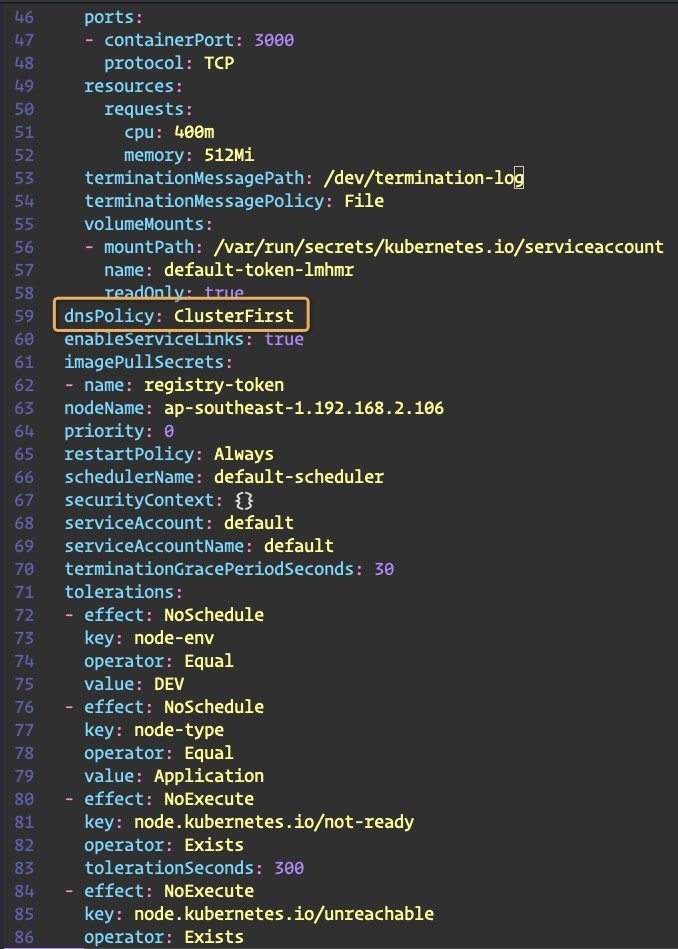 46 ports:
47 - containerPort: 3000
48 protocol: TCP
49 resources:
50 requests:
51 cpu: 400m
52 memory: 512Mi
53 terminationMessagePath: /dev/termination-log
54 terminationMessagePolicy: File
55 volumeMounts:
56 - mountPath: /var/run/secrets/kubernetes.io/serviceaccount
57 name: default-token-lmhmr
58 readOnly: true
59 dnsPolicy: ClusterFirst
60 enableServiceLinks: true
61 imagePullSecrets:
62 - name: registry-token
63 nodeName: ap-southeast-1.192.168.2.106
64 priority: 0
65 restartPolicy: Always
66 schedulerName: default-scheduler
67 securityContext: {}
68 serviceAccount: default
69 serviceAccountName: default
70 terminationGracePeriodSeconds: 30
71 tolerations:
72 - effect: NoSchedule
73 key: node-env
74 operator: Equal
75 value: DEV
76 - effect: NoSchedule
77 key: node-type
78 operator: Equal
79 value: Application
80 - effect: NoExecute
81 key: node.kubernetes.io/not-ready
82 operator: Exists
83 tolerationSeconds: 300
84 - effect: NoExecute
85 key: node.kubernetes.io/unreachable
86 operator: Exists